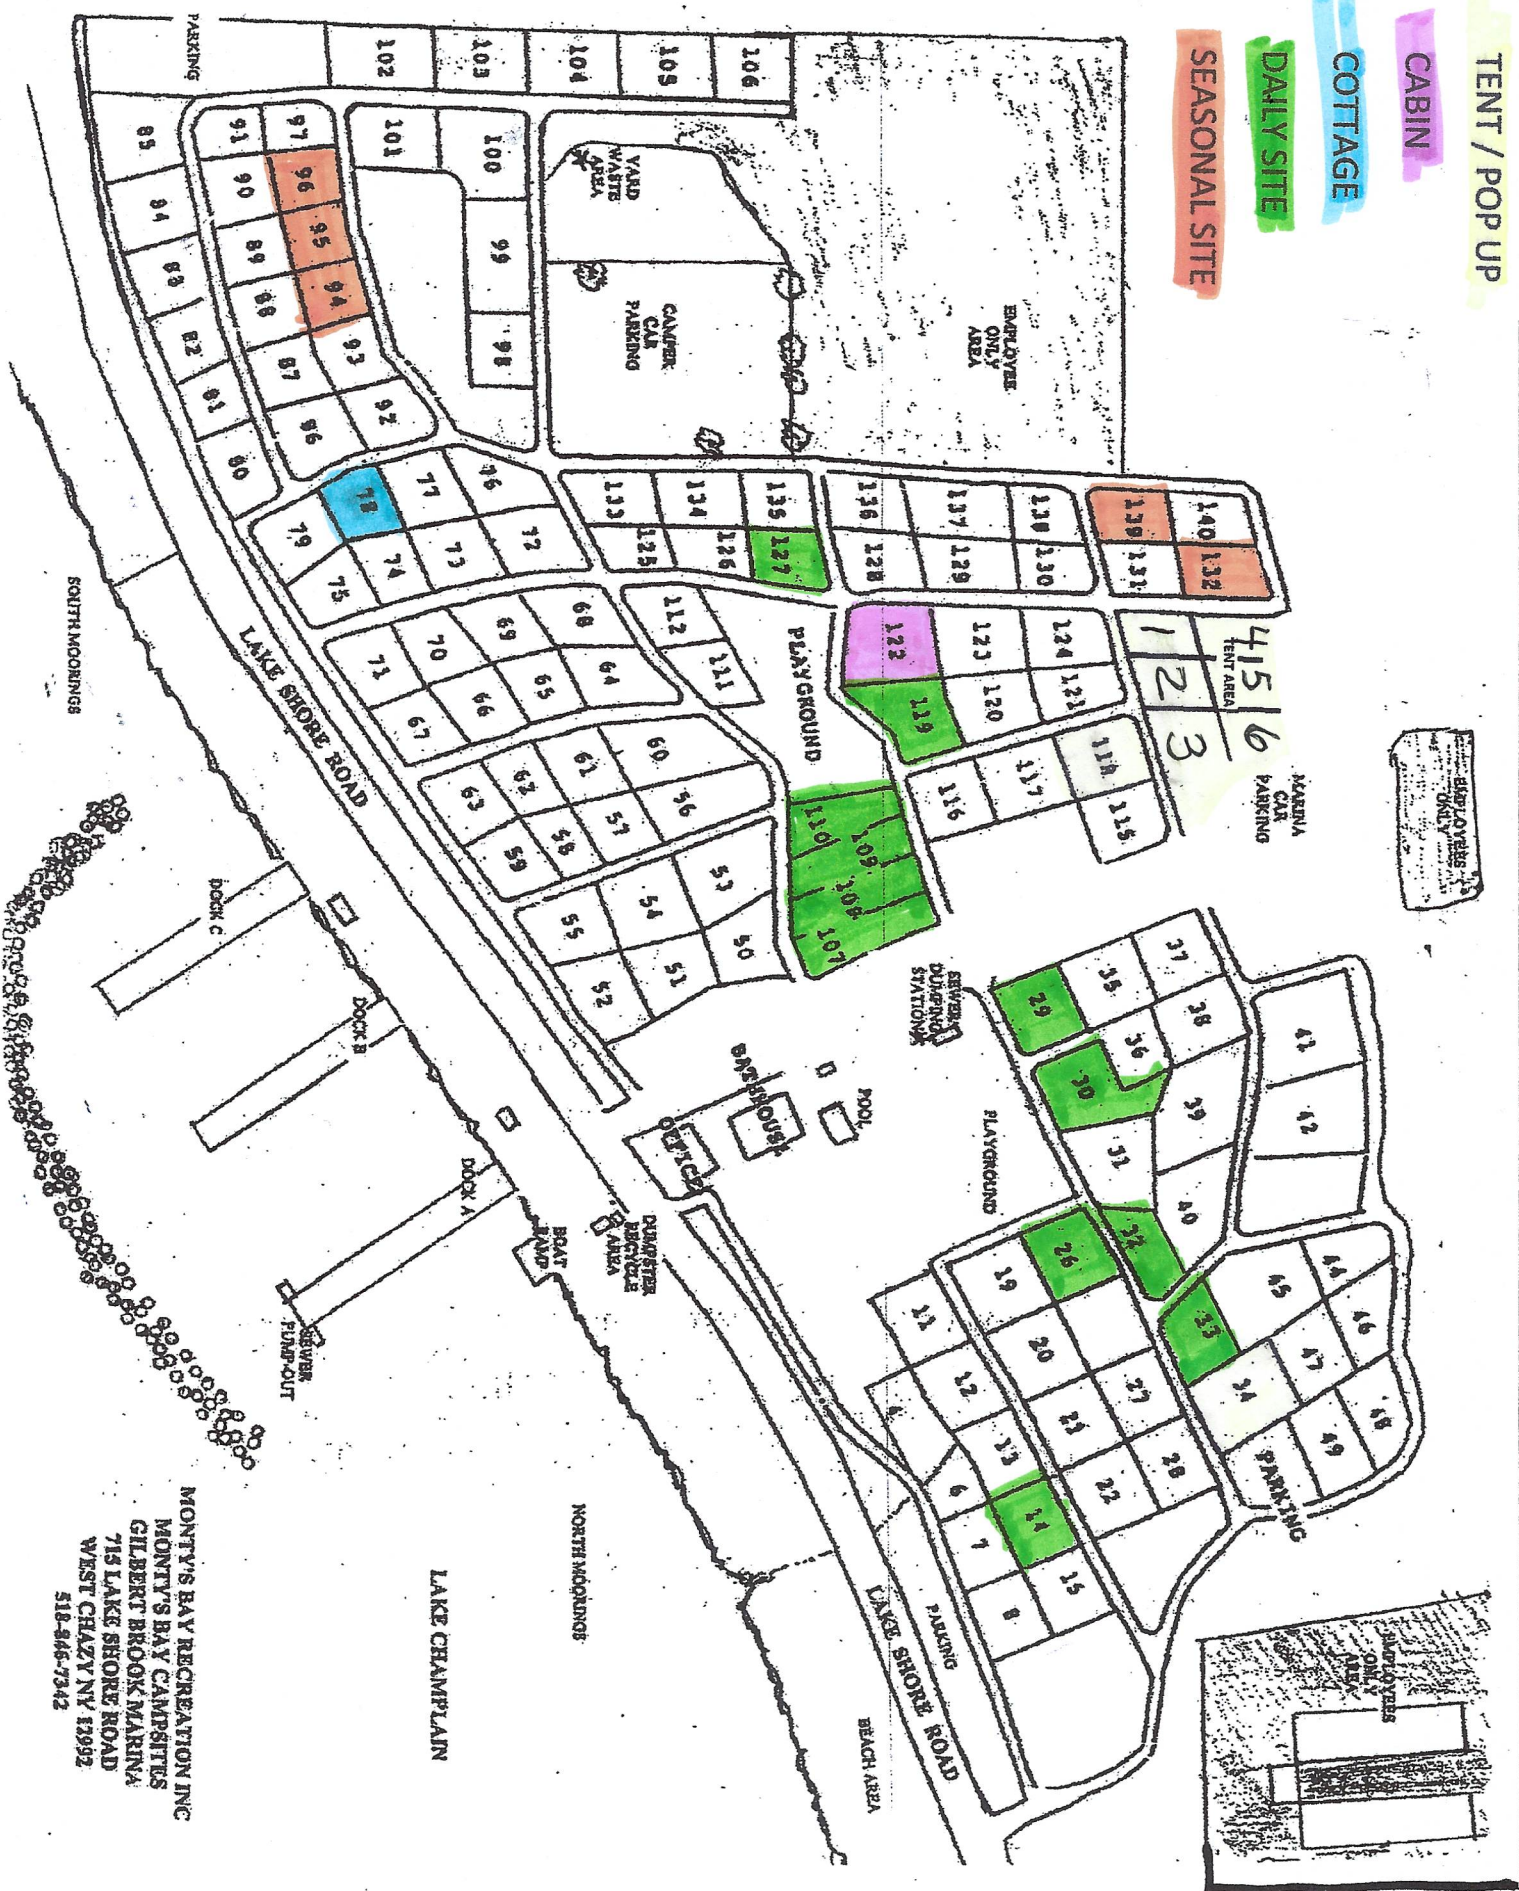 TENT / POP UP
CABIN
COTTAGE
DAILY SITE
SEASONAL SITE
EMPLOYEES
ONLY
EMPLOYEES
ONLY
AREA
EMPLOYEE
ONLY
AREA
YARD
WASTE
AREA
CAMPER
CAR
PARKING
MARINA
CAR
PARKING
4 5 6
TENT AREA
1 2 3
PARKING
102
103
104
105
106
101
100
99
98
97
96
95
94
93
92
91
90
89
88
87
86
85
84
83
82
81
80
79
78
77
76
75
74
73
72
133
134
135
136
137
138
139
140
125
126
127
128
129
130
131
132
112
111
PLAYGROUND
122
123
124
119
120
121
116
117
118
115
110
109
108
107
71
70
69
68
67
66
65
64
63
62
61
60
59
58
57
56
55
54
53
52
51
50
37
35
29
38
36
30
39
31
40
32
41
42
45
44
46
33
47
34
48
49
PARKING
26
19
20
27
11
12
21
28
13
22
4
6
14
7
15
8
SEWER
DUMPING
STATION
PLAYGROUND
POOL
BATHHOUSE
OFFICE
DUMPSTER
RECYCLE
AREA
BOAT
RAMP
LAKE SHORE ROAD
LAKE SHORE ROAD
PARKING
BEACH AREA
SOUTH MOORINGS
DOCK C
DOCK B
DOCK A
SEWER
PUMP-OUT
NORTH MOORINGS
LAKE CHAMPLAIN
MONTY'S BAY RECREATION INC
MONTY'S BAY CAMPSITES
GILBERT BROOK MARINA
715 LAKE SHORE ROAD
WEST CHAZY NY 12992
518-846-7342